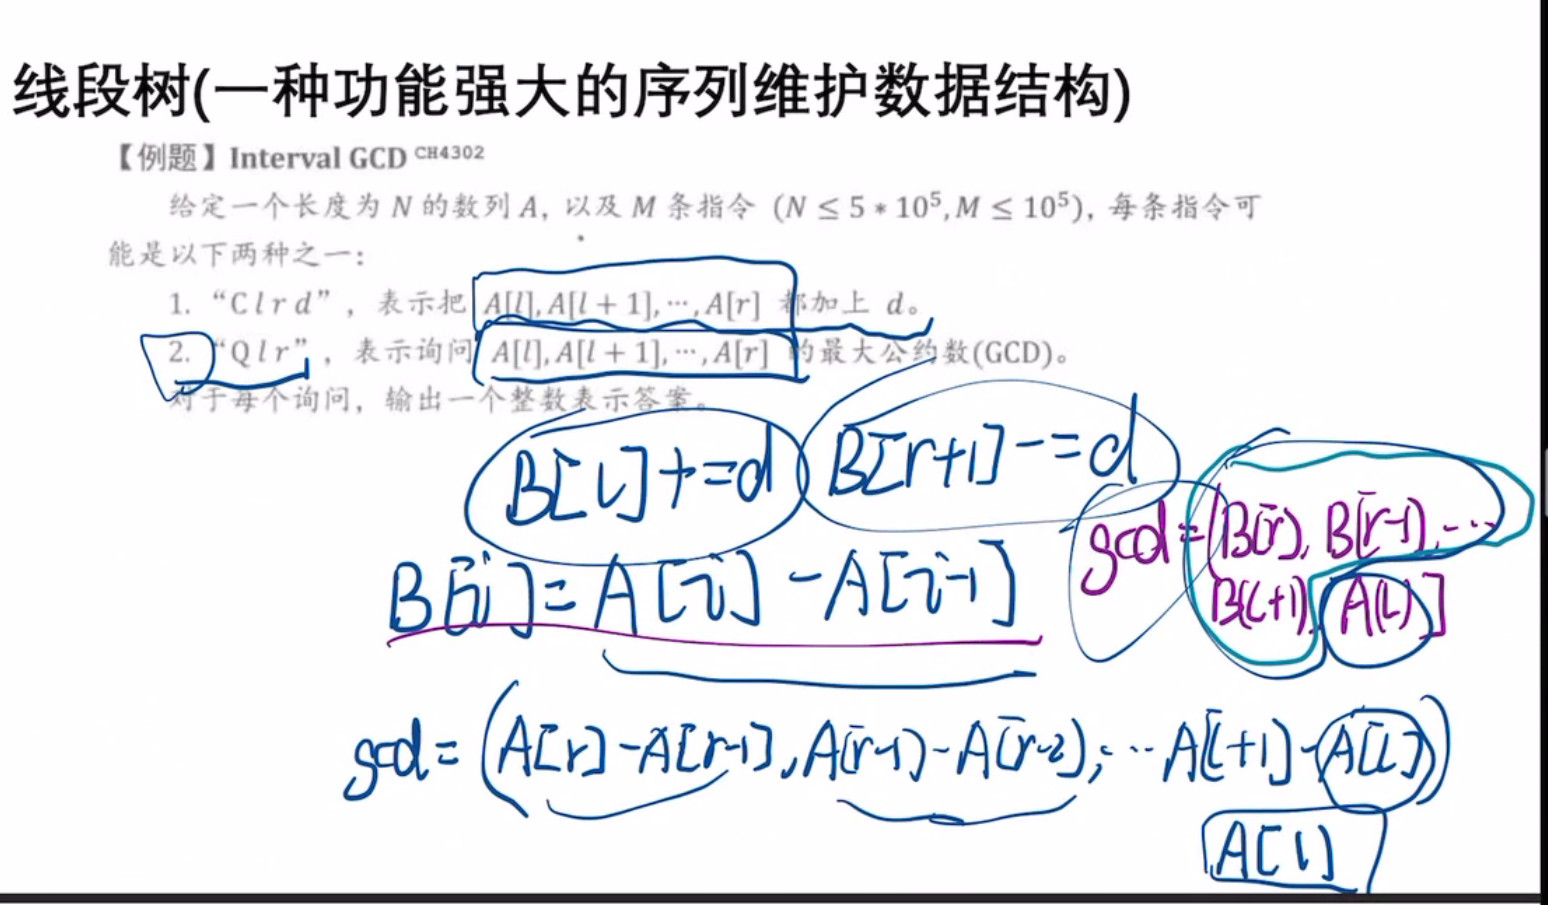 线段树(一种功能强大的序列维护数据结构)
【例题】Interval GCD CH4302
给定一个长度为 N 的数列 A，以及 M 条指令 (N ≤ 5 * 10^5, M ≤ 10^5)，每条指令可
能是以下两种之一：
1. “C l r d”，表示把 A[l], A[l + 1], ⋯, A[r] 都加上 d。
2. “Q l r”，表示询问 A[l], A[l + 1], ⋯, A[r] 的最大公约数(GCD)。
对于每个询问，输出一个整数表示答案。
B[l]+=d B[r+1]-=d
gcd=(B[r], B[r-1], ...
B[l+1], A[l]]
B[i]=A[i]-A[i-1]
gcd=(A[r]-A[r-1], A[r-1]-A[r-2], ... A[l+1]-A[l])
A[l]